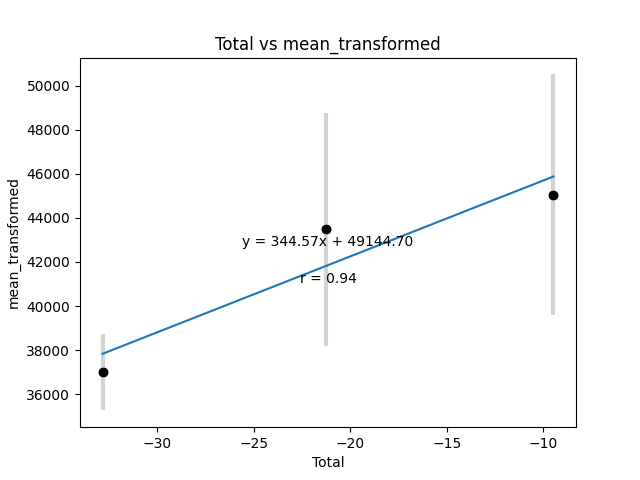 Total vs mean_transformed
mean_transformed
50000
48000
46000
44000
42000
40000
38000
36000
y = 344.57x + 49144.70
r = 0.94
−30
−25
−20
−15
−10
Total